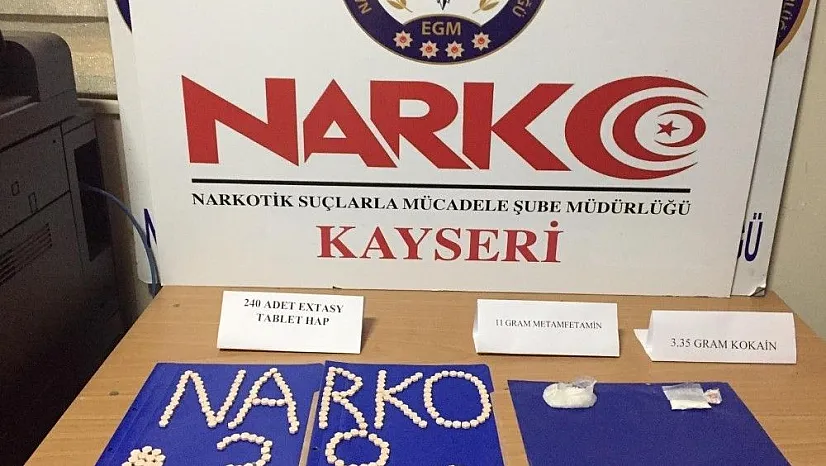 EGM
NARKO
NARKOTİK SUÇLARLA MÜCADELE ŞUBE MÜDÜRLÜĞÜ
KAYSERİ
240 ADET EXTASY
TABLET HAP
11 GRAM METAMFETAMİN
3.35 GRAM KOKAİN
NARKO